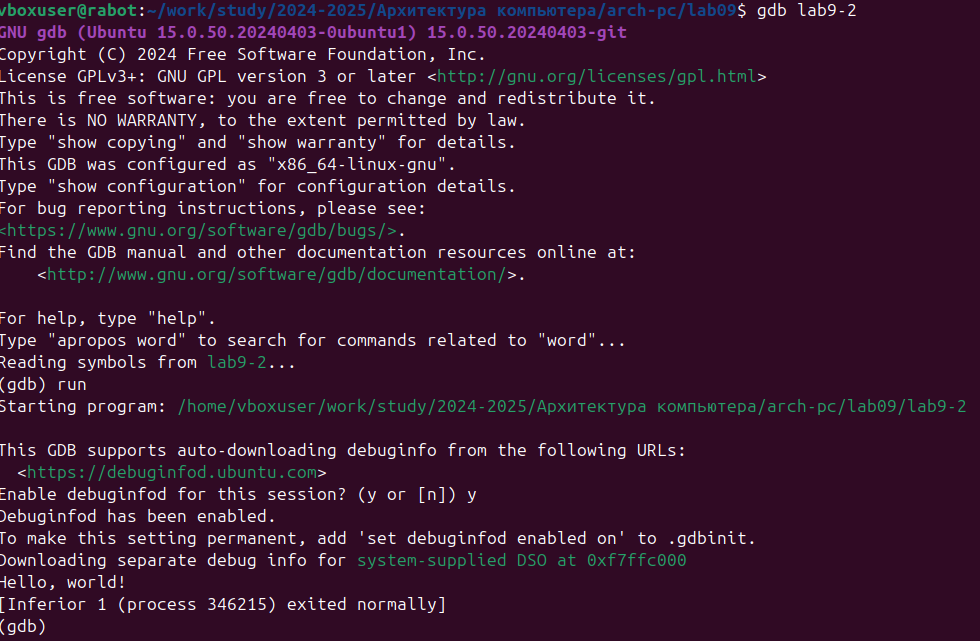 vboxuser@rabot:~/work/study/2024-2025/Архитектура компьютера/arch-pc/lab09$ gdb lab9-2
GNU gdb (Ubuntu 15.0.50.20240403-0ubuntu1) 15.0.50.20240403-git
Copyright (C) 2024 Free Software Foundation, Inc.
License GPLv3+: GNU GPL version 3 or later <http://gnu.org/licenses/gpl.html>
This is free software: you are free to change and redistribute it.
There is NO WARRANTY, to the extent permitted by law.
Type "show copying" and "show warranty" for details.
This GDB was configured as "x86_64-linux-gnu".
Type "show configuration" for configuration details.
For bug reporting instructions, please see:
<https://www.gnu.org/software/gdb/bugs/>.
Find the GDB manual and other documentation resources online at:
    <http://www.gnu.org/software/gdb/documentation/>.

For help, type "help".
Type "apropos word" to search for commands related to "word"...
Reading symbols from lab9-2...
(gdb) run
Starting program: /home/vboxuser/work/study/2024-2025/Архитектура компьютера/arch-pc/lab09/lab9-2

This GDB supports auto-downloading debuginfo from the following URLs:
  <https://debuginfod.ubuntu.com>
Enable debuginfod for this session? (y or [n]) y
Debuginfod has been enabled.
To make this setting permanent, add 'set debuginfod enabled on' to .gdbinit.
Downloading separate debug info for system-supplied DSO at 0xf7ffc000
Hello, world!
[Inferior 1 (process 346215) exited normally]
(gdb)